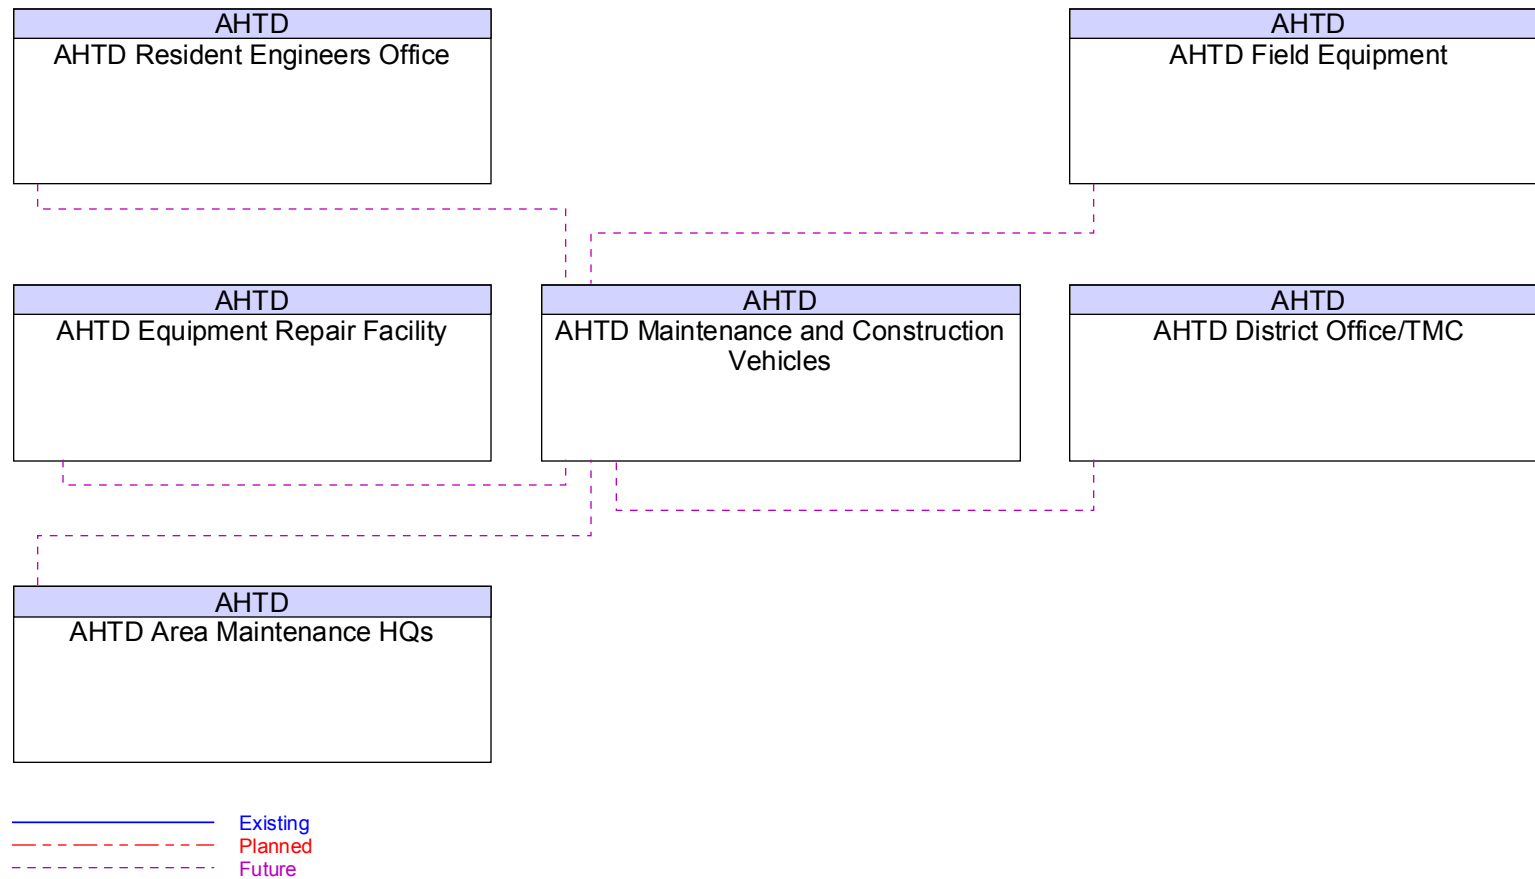 AHTD
AHTD Resident Engineers Office
AHTD
AHTD Field Equipment
AHTD
AHTD Equipment Repair Facility
AHTD
AHTD Maintenance and Construction
Vehicles
AHTD
AHTD District Office/TMC
AHTD
AHTD Area Maintenance HQs
Existing
Planned
Future